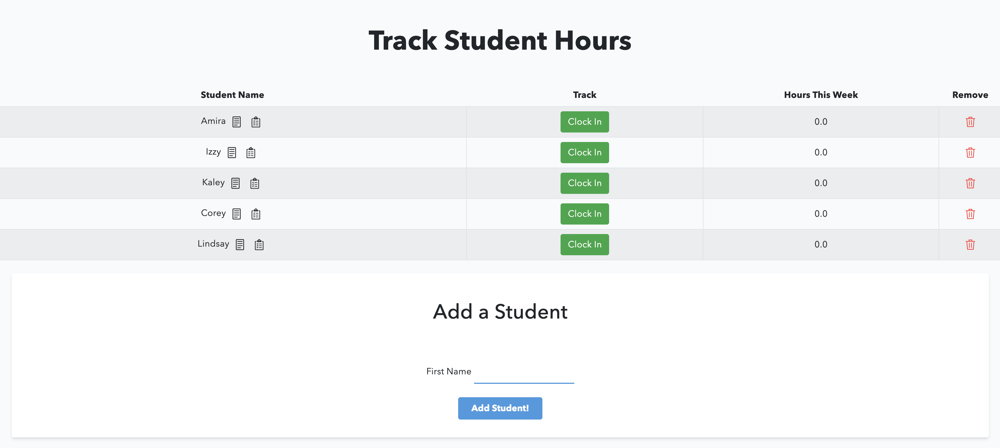 Track Student Hours
Student Name Track Hours This Week Remove
Amira Clock In 0.0
Izzy Clock In 0.0
Kaley Clock In 0.0
Corey Clock In 0.0
Lindsay Clock In 0.0
Add a Student
First Name
Add Student!